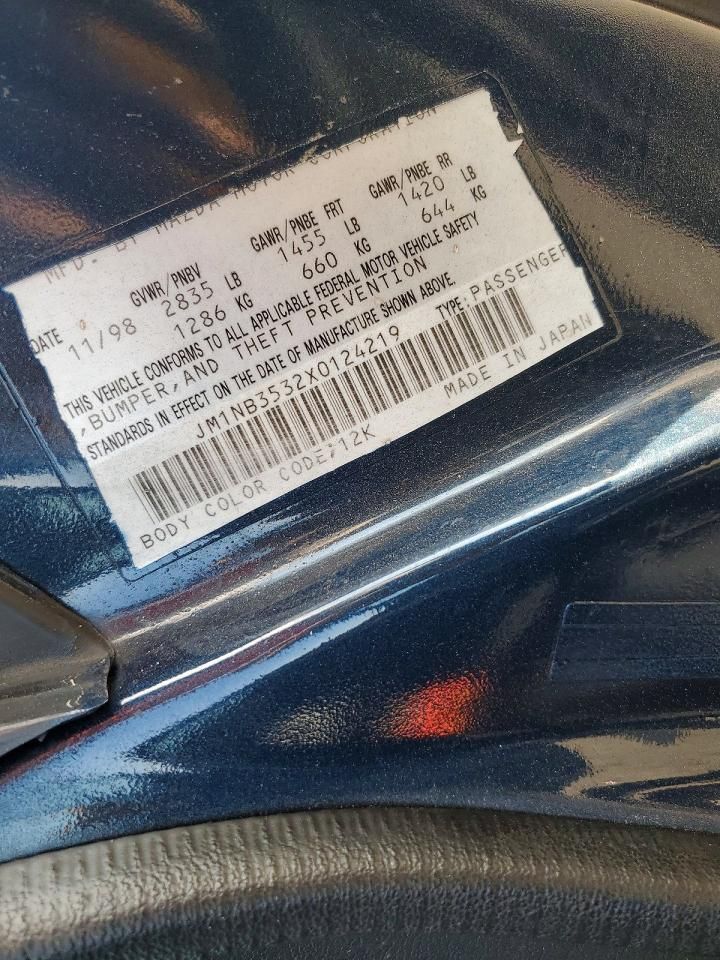 MFD. BY MAZDA MOTOR CORPORATION
DATE GVWR/PNBV GAWR/PNBE FRT GAWR/PNBE RR
11/98 2835 LB 1455 LB 1420 LB
1286 KG 660 KG 644 KG
THIS VEHICLE CONFORMS TO ALL APPLICABLE FEDERAL MOTOR VEHICLE SAFETY
,BUMPER,AND THEFT PREVENTION
STANDARDS IN EFFECT ON THE DATE OF MANUFACTURE SHOWN ABOVE.
JM1NB3532X0124219 TYPE: PASSENGER
BODY COLOR CODE:12K MADE IN JAPAN